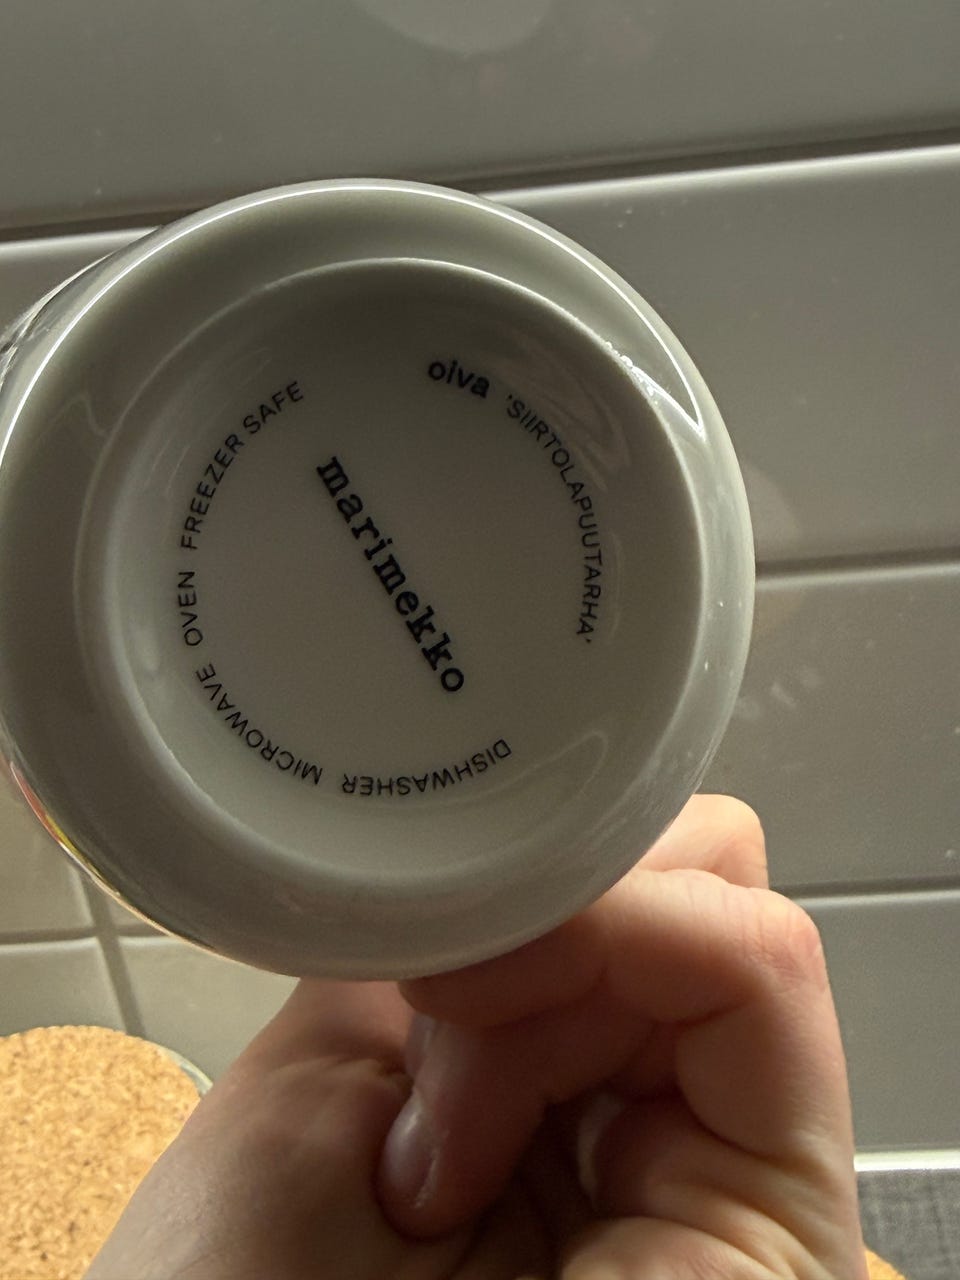 oiva 'SIIRTOLAPUUTARHA'
marimekko
DISHWASHER MICROWAVE OVEN FREEZER SAFE